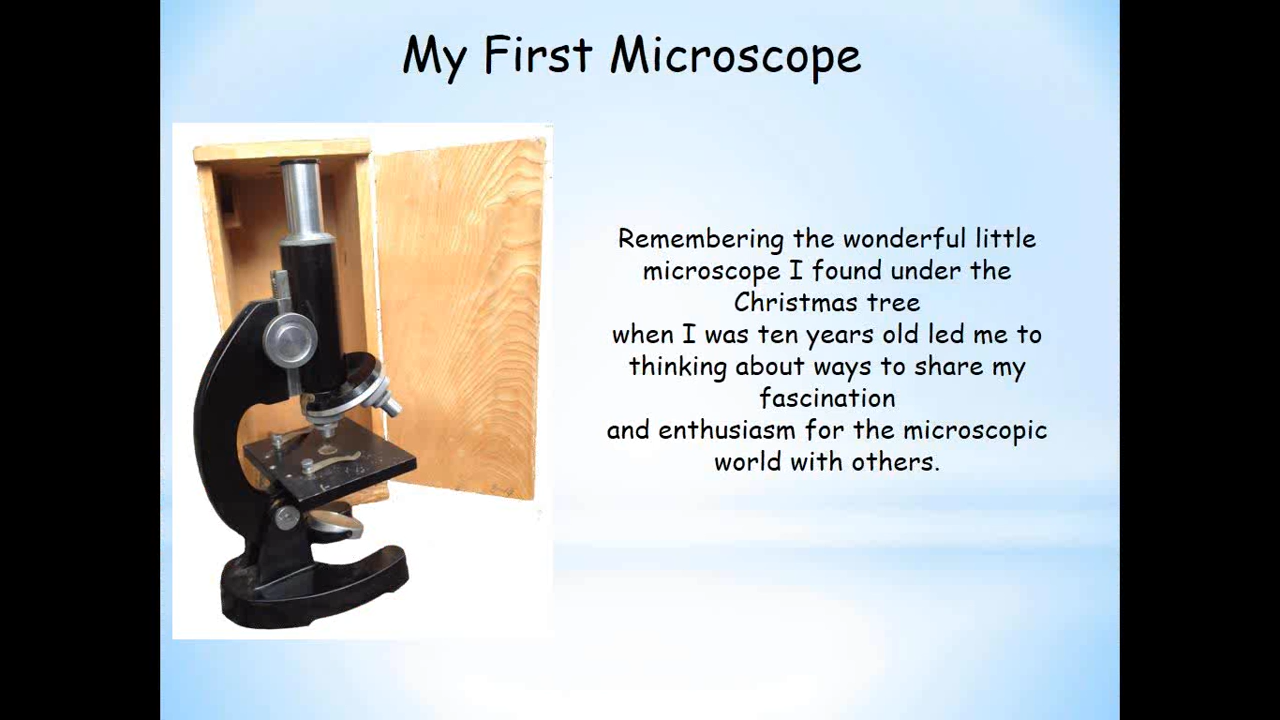 My First Microscope
Remembering the wonderful little
microscope I found under the
Christmas tree
when I was ten years old led me to
thinking about ways to share my
fascination
and enthusiasm for the microscopic
world with others.